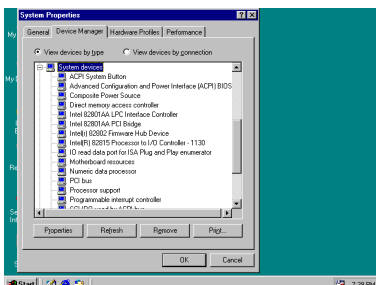 System Properties
General Device Manager Hardware Profiles Performance
View devices by type View devices by connection
System devices
ACPI System Button
Advanced Configuration and Power Interface (ACPI) BIOS
Composite Power Source
Direct memory access controller
Intel 82801AA LPC Interface Controller
Intel 82801AA PCI Bridge
Intel(r) 82802 Firmware Hub Device
Intel(R) 82815 Processor to I/O Controller - 1130
IO read data port for ISA Plug and Play enumerator
Motherboard resources
Numeric data processor
PCI bus
Processor support
Programmable interrupt controller
Properties Refresh Remove Print...
OK Cancel
Start 7:29 PM